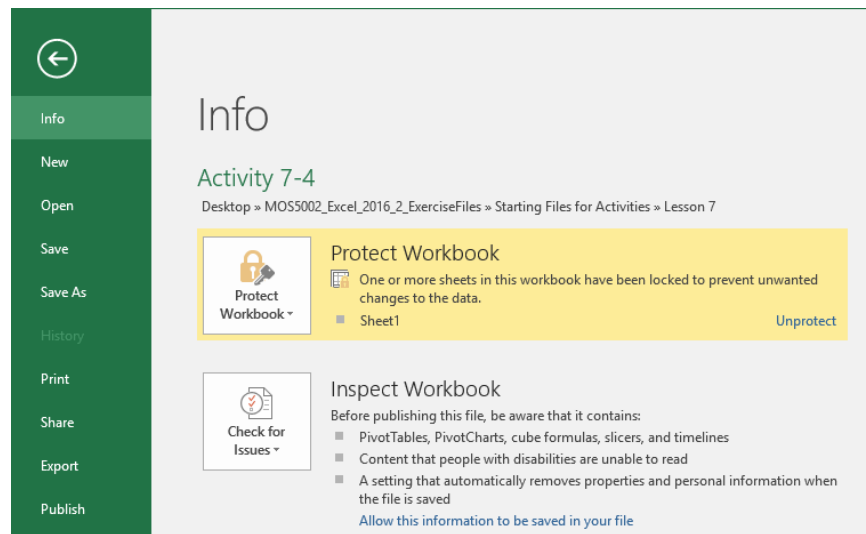 Info
New
Open
Save
Save As
History
Print
Share
Export
Publish
Info
Activity 7-4
Desktop » MOS5002_Excel_2016_2_ExerciseFiles » Starting Files for Activities » Lesson 7
Protect
Workbook
Protect Workbook
One or more sheets in this workbook have been locked to prevent unwanted
changes to the data.
Sheet1 Unprotect
Check for
Issues
Inspect Workbook
Before publishing this file, be aware that it contains:
PivotTables, PivotCharts, cube formulas, slicers, and timelines
Content that people with disabilities are unable to read
A setting that automatically removes properties and personal information when
the file is saved
Allow this information to be saved in your file